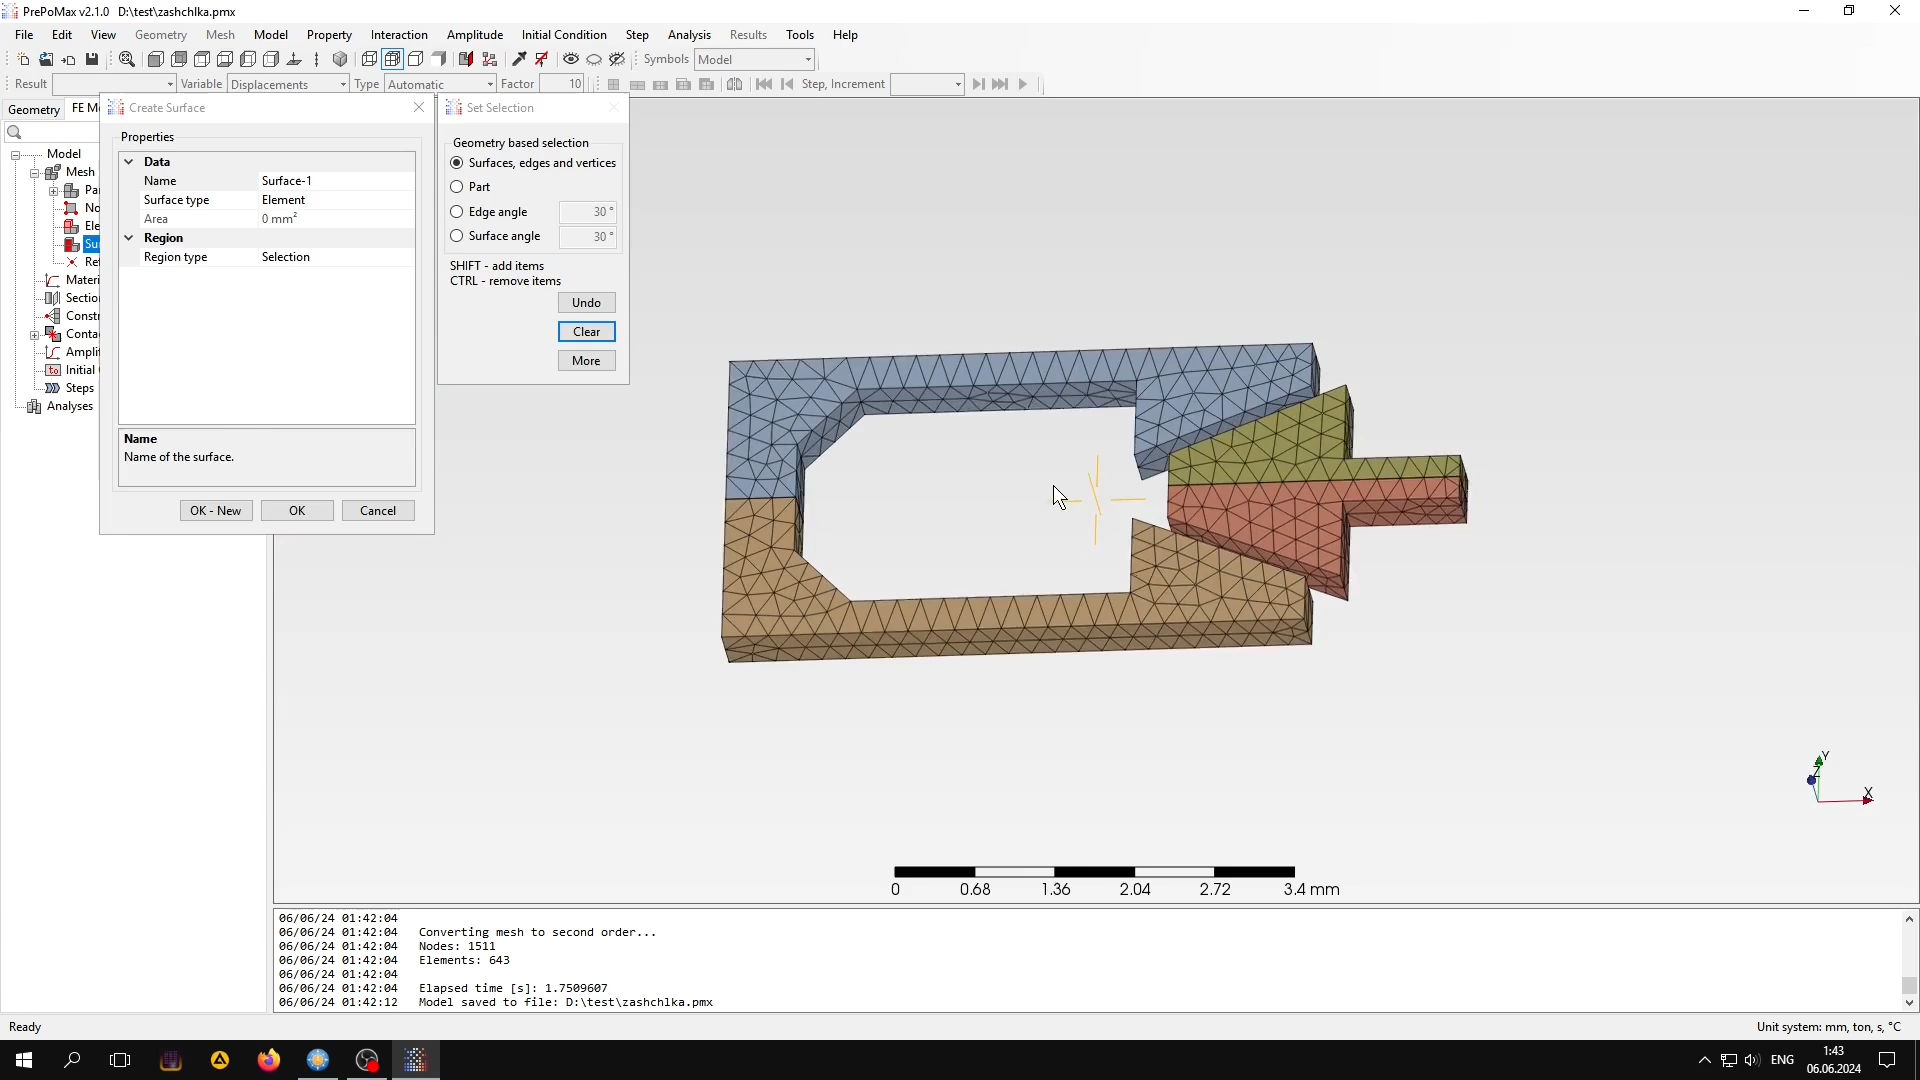 PrePoMax v2.1.0 D:\test\zashchlka.pmx
File Edit View Geometry Mesh Model Property Interaction Amplitude Initial Condition Step Analysis Results Tools Help
Symbols Model
Result Variable Displacements Type Automatic Factor 10 Step, Increment
Geometry FE M
Model
Mesh
Pa
No
Ele
Su
Re
Materi
Section
Constr
Conta
Ampli
Initial
Steps
Analyses
Create Surface
Properties
Data
Name Surface-1
Surface type Element
Area 0 mm²
Region
Region type Selection
Name
Name of the surface.
OK - New OK Cancel
Set Selection
Geometry based selection
Surfaces, edges and vertices
Part
Edge angle 30 °
Surface angle 30 °
SHIFT - add items
CTRL - remove items
Undo
Clear
More
Y
Z
X
0 0.68 1.36 2.04 2.72 3.4 mm
06/06/24 01:42:04
06/06/24 01:42:04 Converting mesh to second order...
06/06/24 01:42:04 Nodes: 1511
06/06/24 01:42:04 Elements: 643
06/06/24 01:42:04
06/06/24 01:42:04 Elapsed time [s]: 1.7509607
06/06/24 01:42:12 Model saved to file: D:\test\zashchlka.pmx
Ready Unit system: mm, ton, s, °C
ENG 1:43
06.06.2024